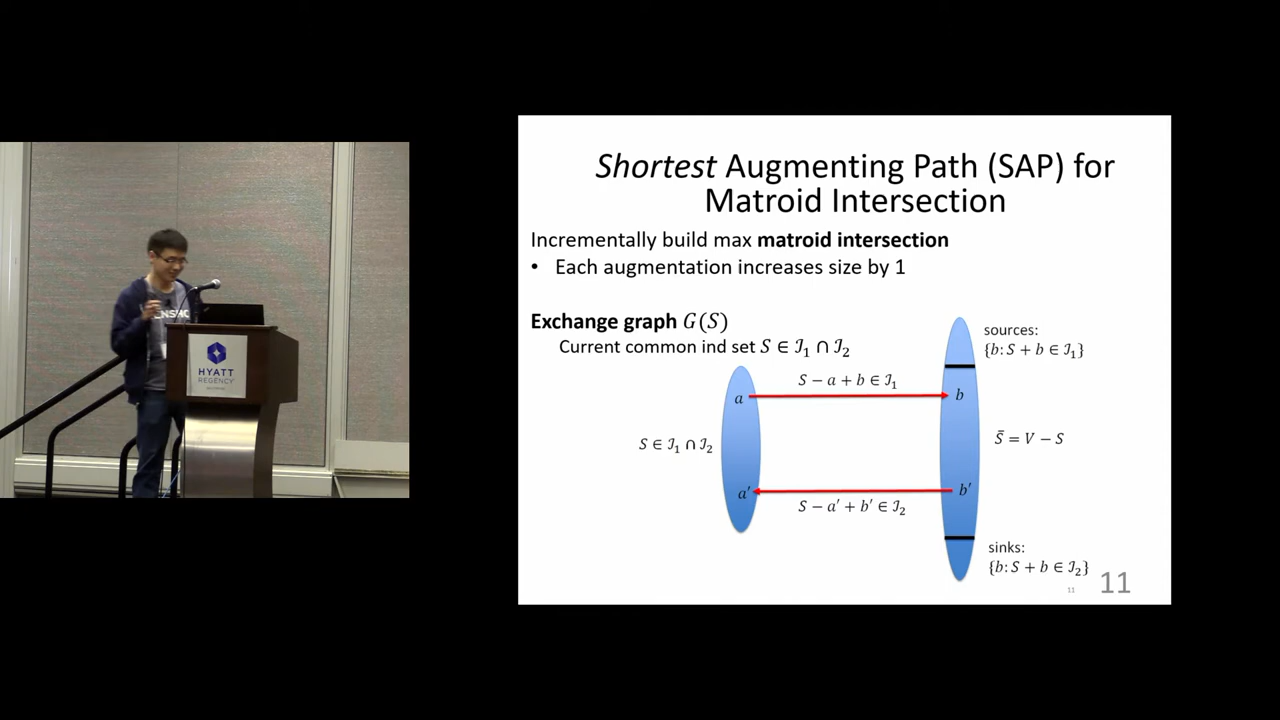 Shortest Augmenting Path (SAP) for
Matroid Intersection
Incrementally build max matroid intersection
• Each augmentation increases size by 1
Exchange graph G(S)
Current common ind set S ∈ ℐ₁ ∩ ℐ₂
sources:
{b: S + b ∈ ℐ₁}
S − a + b ∈ ℐ₁
a
b
S ∈ ℐ₁ ∩ ℐ₂
S̄ = V − S
a′
b′
S − a′ + b′ ∈ ℐ₂
sinks:
{b: S + b ∈ ℐ₂}
11
11
HYATT
REGENCY